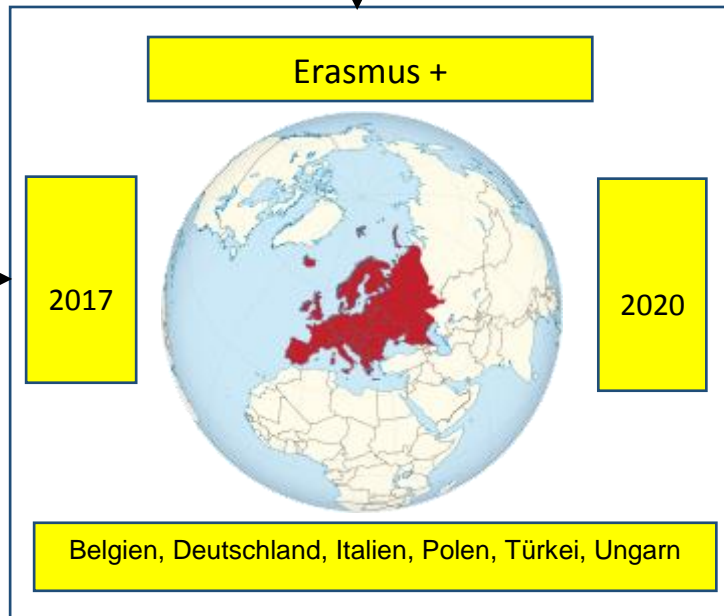 Erasmus +
2017
2020
Belgien, Deutschland, Italien, Polen, Türkei, Ungarn